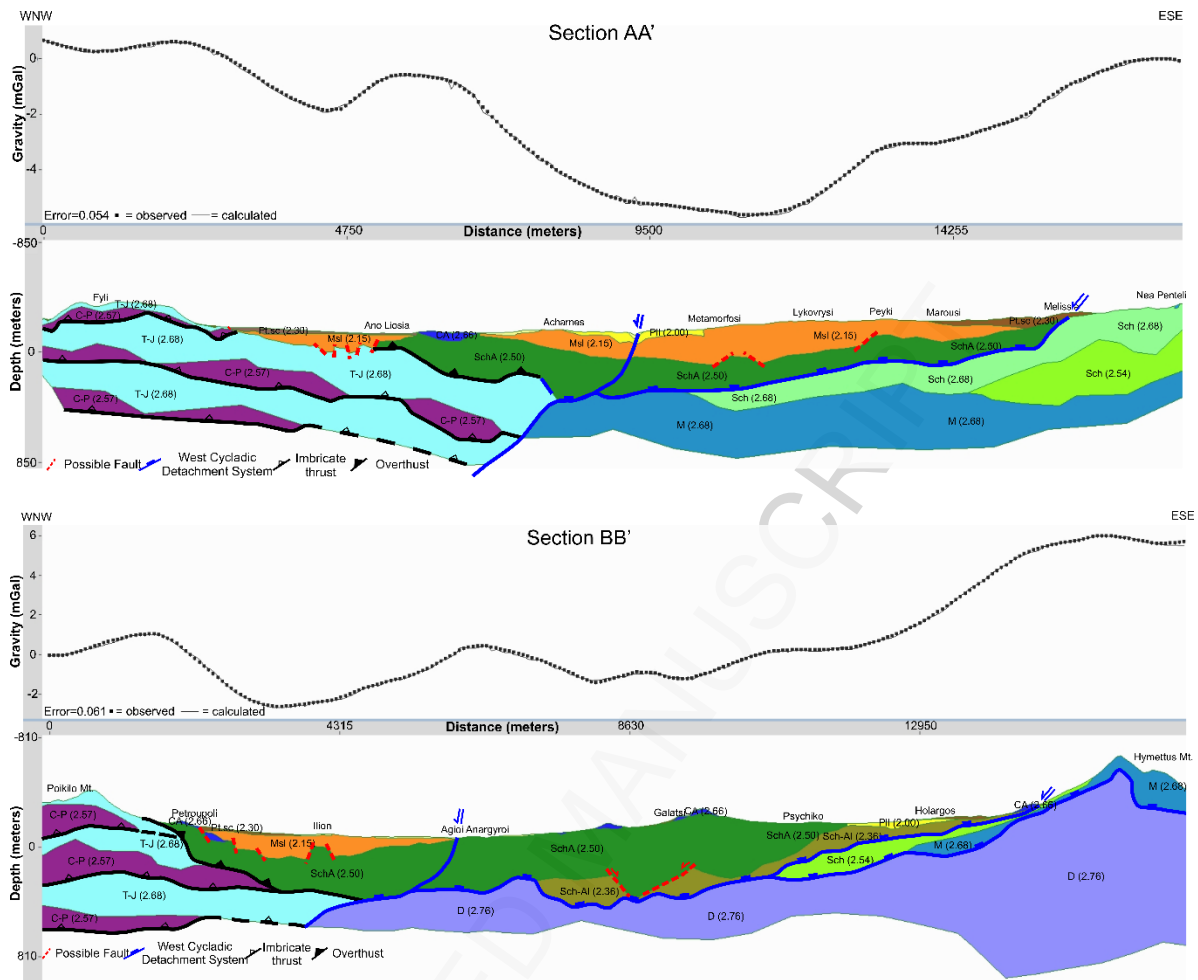 WNW
ESE
Section AA’
Gravity (mGal)
0
-2
-4
Error=0.054 ▪ = observed — = calculated
0
4750
Distance (meters)
9500
14255
-850
Depth (meters)
0
850
Fyli
T-J (2.68)
C-P (2.57)
T-J (2.68)
C-P (2.57)
C-P (2.57)
T-J (2.68)
Pt.sc (2.30)
Msl (2.15)
Ano Liosia
CA (2.66)
T-J (2.68)
SchA (2.50)
C-P (2.57)
Acharnes
Msl (2.15)
Pll (2.00)
Metamorfosi
SchA (2.50)
Lykovrysi
Msl (2.15)
Peyki
Marousi
Pt.sc (2.30)
Melissia
SchA (2.50)
Nea Penteli
Sch (2.68)
Sch (2.68)
Sch (2.54)
Sch (2.68)
M (2.68)
M (2.68)
Possible Fault
West Cycladic
Detachment System
Imbricate
thrust
Overthust
WNW
ESE
Section BB’
Gravity (mGal)
6
4
2
0
-2
Error=0.061 ▪ = observed — = calculated
0
4315
Distance (meters)
8630
12950
-810
Depth (meters)
0
810
Poikilo Mt.
C-P (2.57)
T-J (2.68)
C-P (2.57)
T-J (2.68)
C-P (2.57)
Petroupoli
CA (2.66)
Pt.sc (2.30)
Ilion
Msl (2.15)
SchA (2.50)
Agioi Anargyroi
SchA (2.50)
Galatsi
CA (2.66)
Sch-Al (2.36)
D (2.76)
D (2.76)
Psychiko
SchA (2.50)
Sch-Al (2.36)
Pll (2.00)
Holargos
Sch (2.54)
M (2.68)
CA (2.66)
Hymettus Mt.
M (2.68)
D (2.76)
Possible Fault
West Cycladic
Detachment System
Imbricate
thrust
Overthust